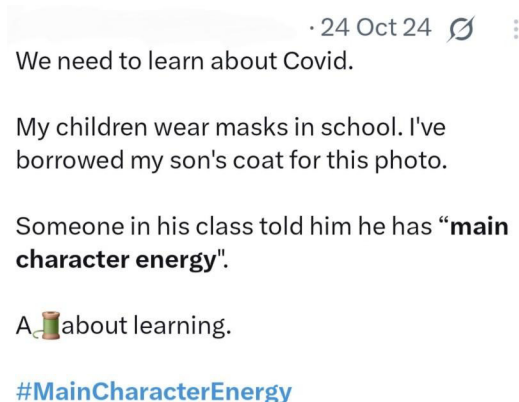 · 24 Oct 24
We need to learn about Covid.
My children wear masks in school. I've
borrowed my son's coat for this photo.
Someone in his class told him he has “main
character energy".
A🧵about learning.
#MainCharacterEnergy